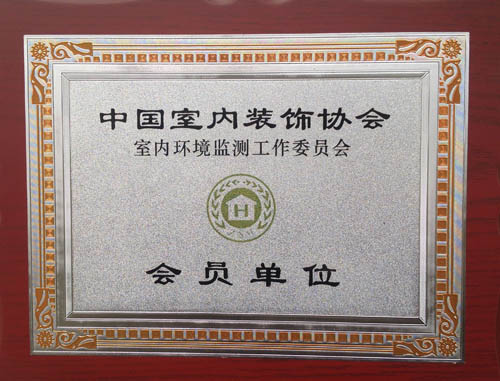 中国室内装饰协会
室内环境监测工作委员会
H
会员单位